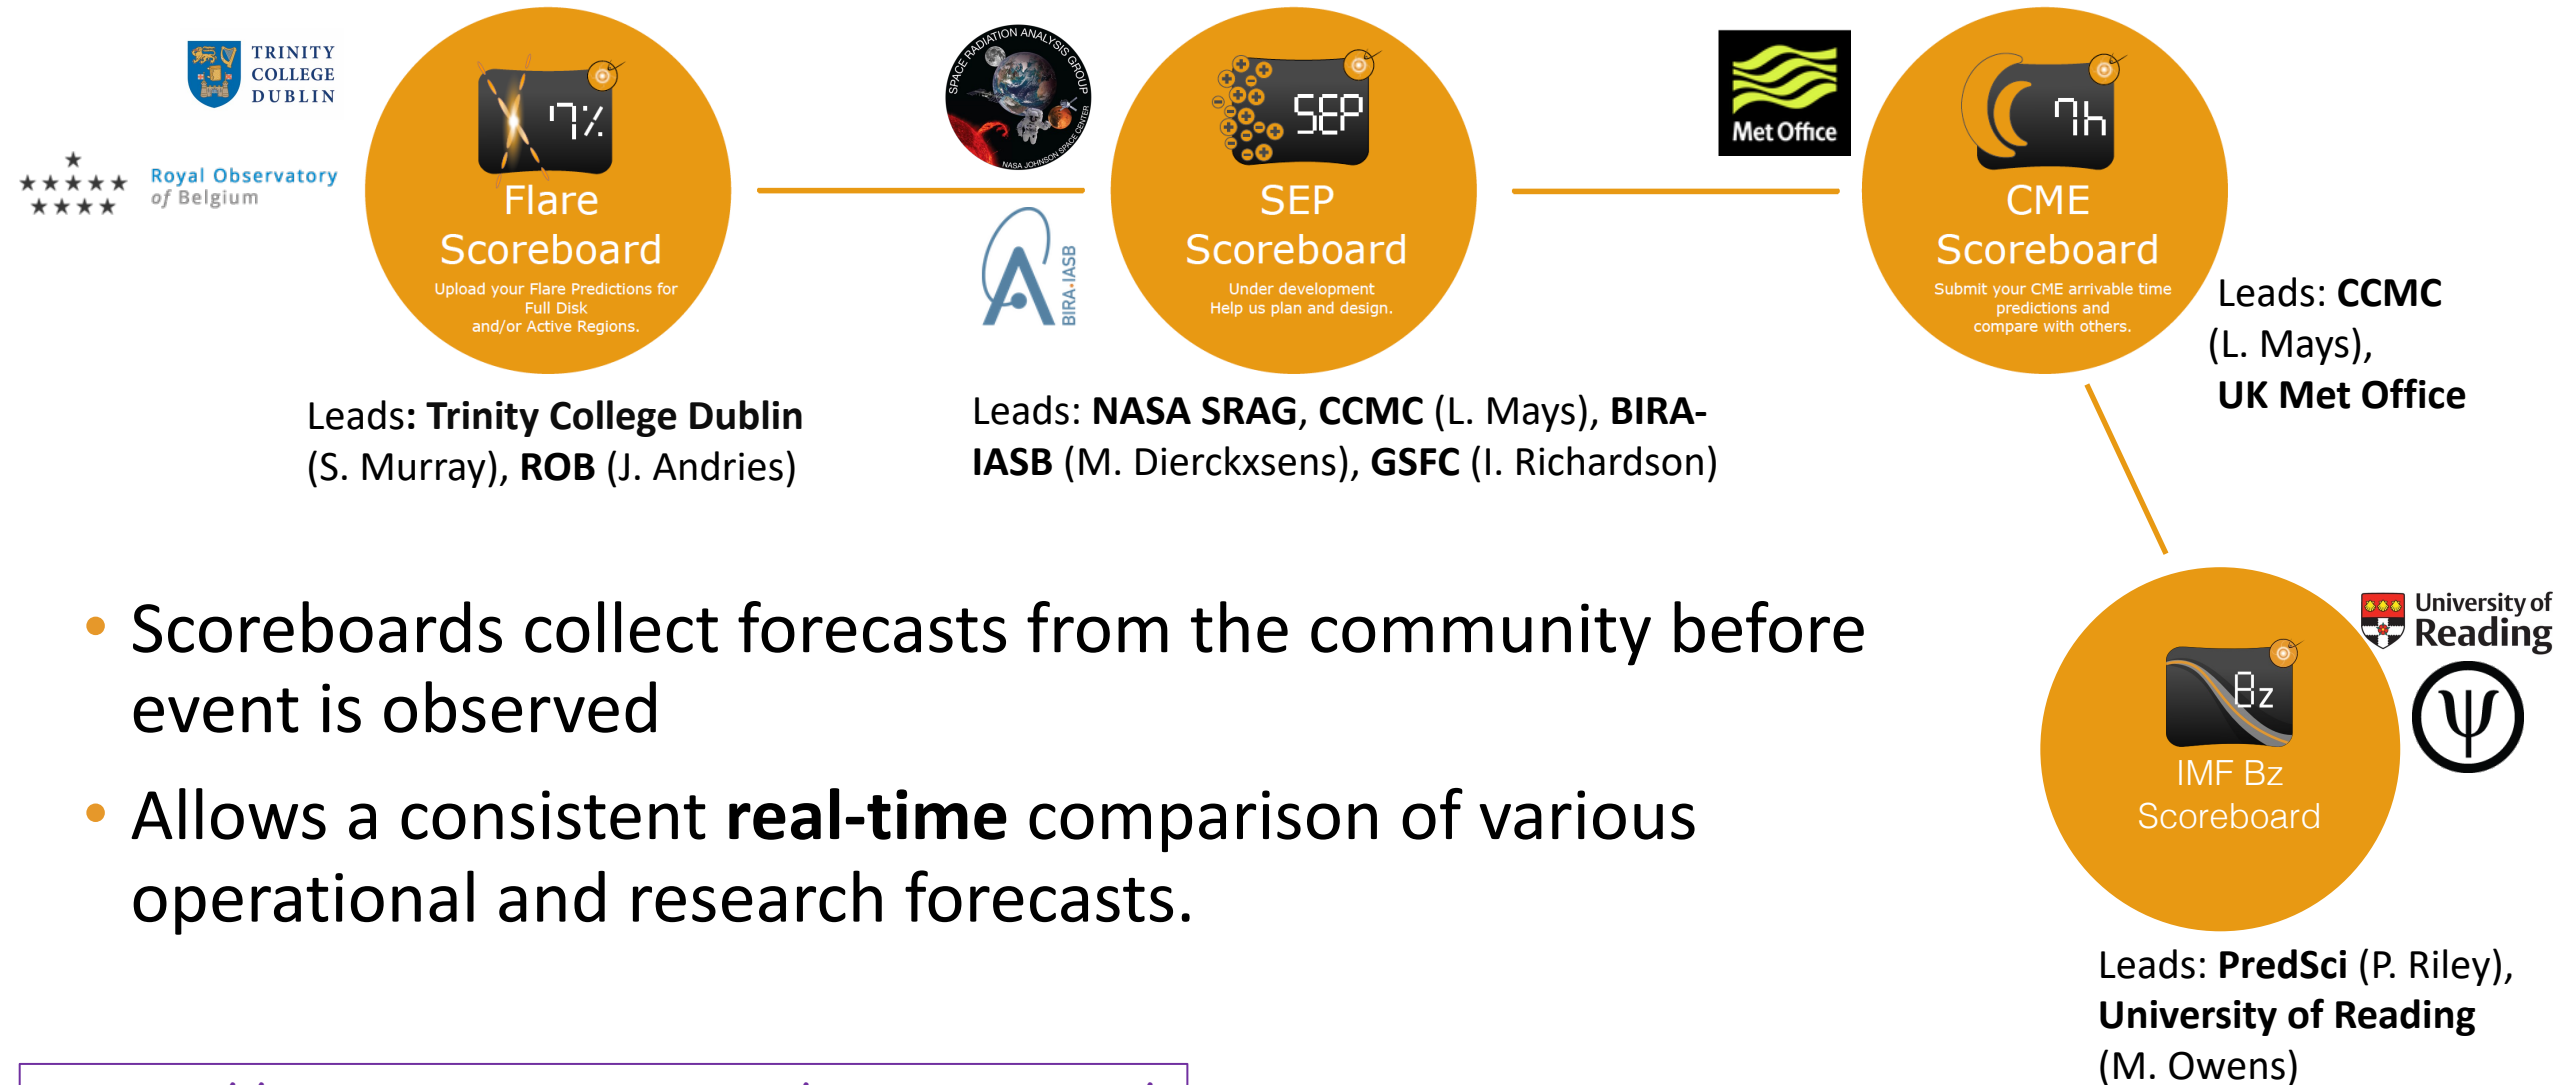 TRINITY
COLLEGE
DUBLIN
Royal Observatory
of Belgium
7%
Flare
Scoreboard
Upload your Flare Predictions for
Full Disk
and/or Active Regions.
Leads: Trinity College Dublin
(S. Murray), ROB (J. Andries)
SPACE RADIATION ANALYSIS GROUP
NASA JOHNSON SPACE CENTER
BIRA-IASB
SEP
SEP
Scoreboard
Under development
Help us plan and design.
Leads: NASA SRAG, CCMC (L. Mays), BIRA-
IASB (M. Dierckxsens), GSFC (I. Richardson)
Met Office
7h
CME
Scoreboard
Submit your CME arrivable time
predictions and
compare with others.
Leads: CCMC
(L. Mays),
UK Met Office
• Scoreboards collect forecasts from the community before
event is observed
• Allows a consistent real-time comparison of various
operational and research forecasts.
University of
Reading
ψ
Bz
IMF Bz
Scoreboard
Leads: PredSci (P. Riley),
University of Reading
(M. Owens)